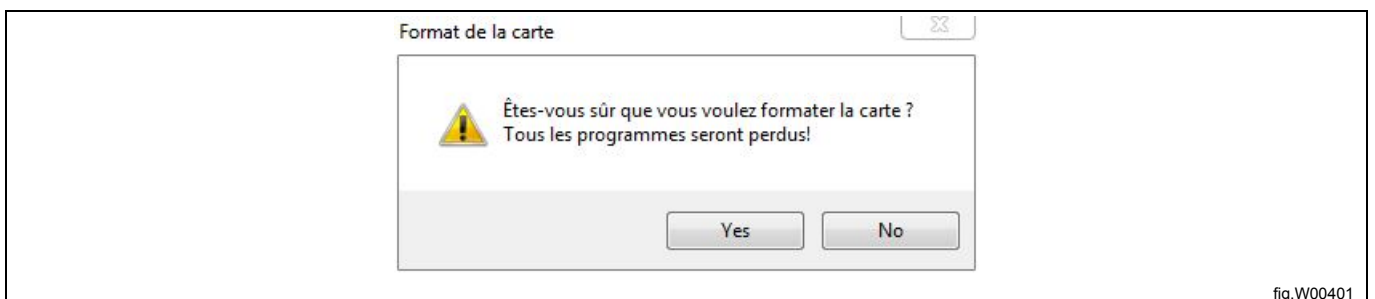 Format de la carte
Êtes-vous sûr que vous voulez formater la carte ?
Tous les programmes seront perdus!
Yes
No
fig.W00401